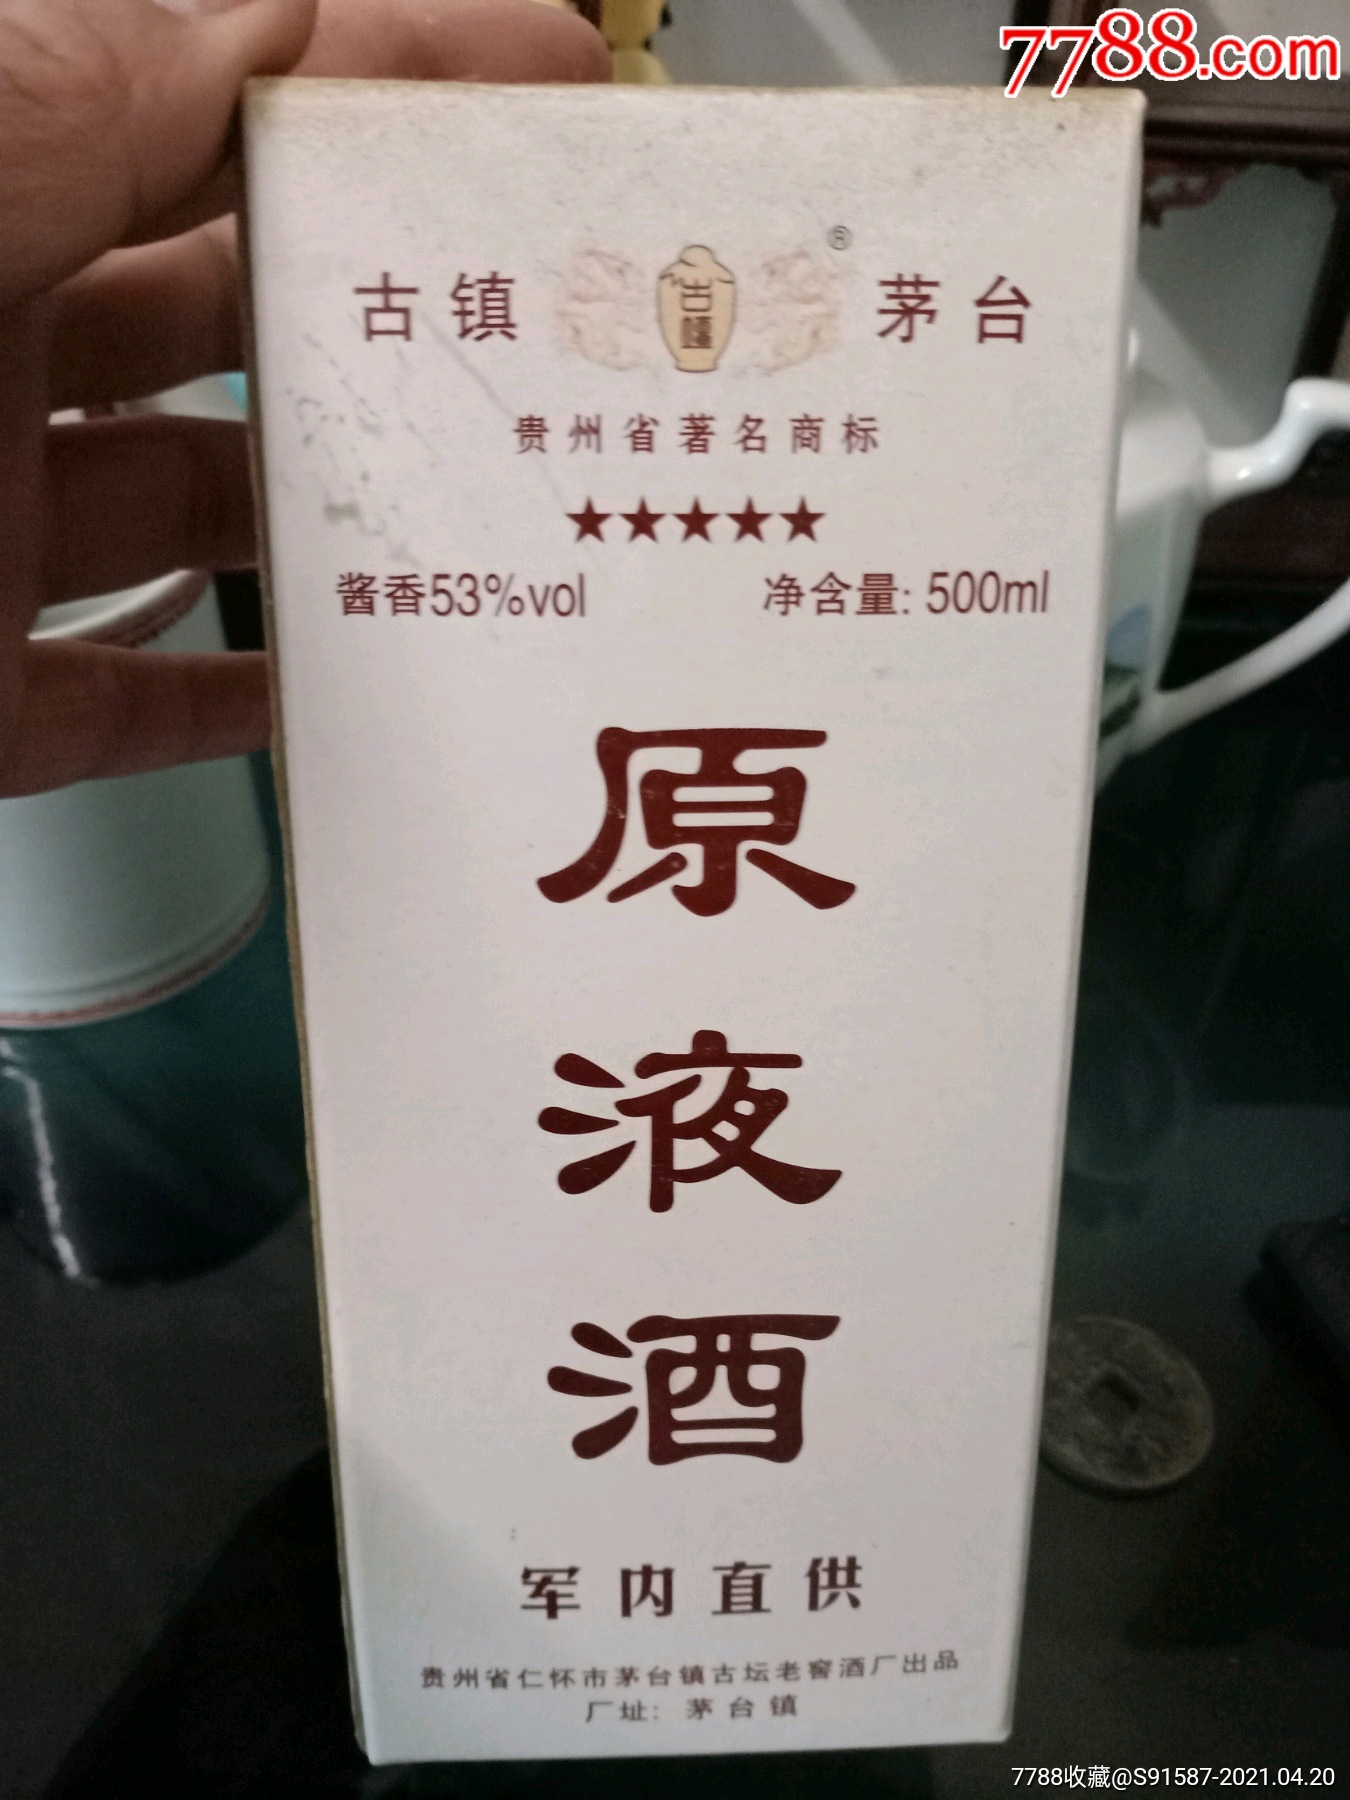 7788.com
古镇 古坛 ® 茅台
贵州省著名商标
★★★★★
酱香53%vol 净含量: 500ml
原
液
酒
军内直供
贵州省仁怀市茅台镇古坛老窖酒厂出品
厂址: 茅台镇
7788收藏@S91587-2021.04.20